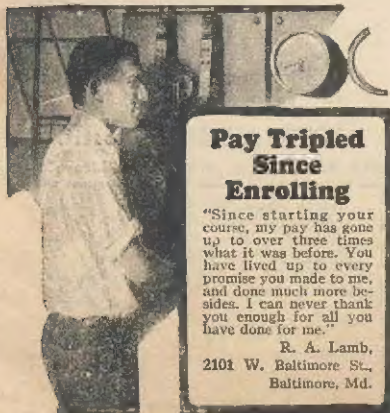 Pay Tripled
Since
Enrolling
"Since starting your
course, my pay has gone
up to over three times
what it was before. You
have lived up to every
promise you made to me,
and done much more be-
sides. I can never thank
you enough for all you
have done for me."
R. A. Lamb,
2101 W. Baltimore St.,
Baltimore, Md.